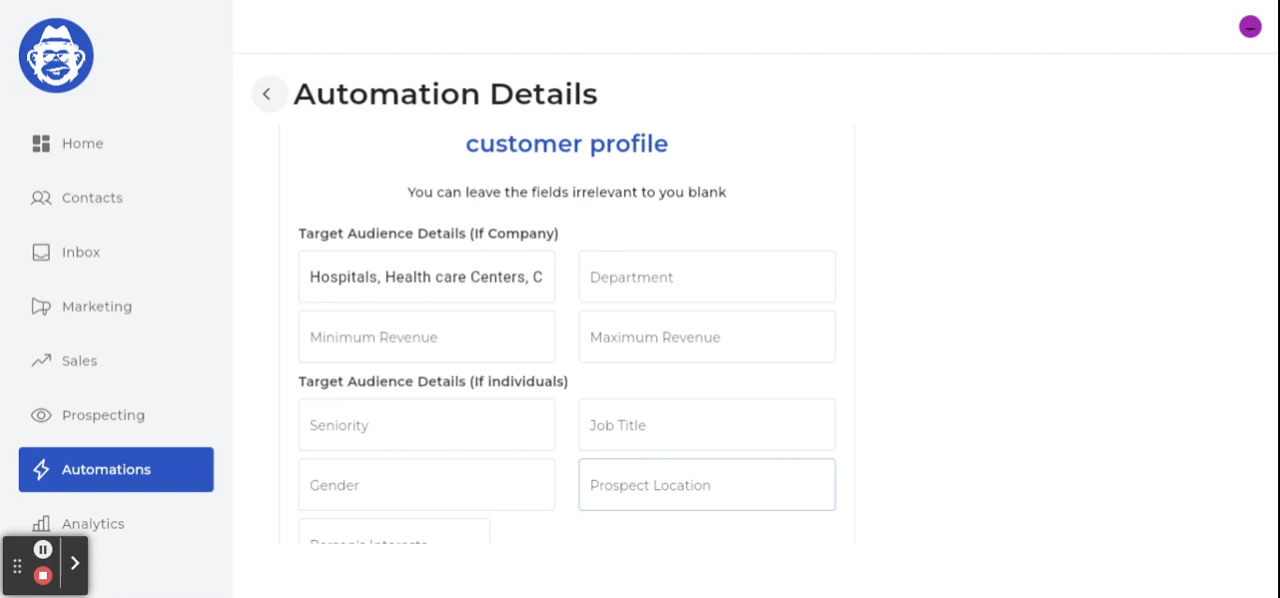 Automation Details
customer profile
You can leave the fields irrelevant to you blank
Target Audience Details (If Company)
Hospitals, Health care Centers, C
Department
Minimum Revenue
Maximum Revenue
Target Audience Details (If individuals)
Seniority
Job Title
Gender
Prospect Location
Person's Interests
Home
Contacts
Inbox
Marketing
Sales
Prospecting
Automations
Analytics